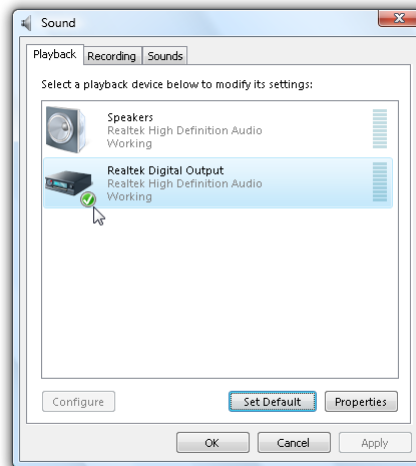 Sound
Playback Recording Sounds
Select a playback device below to modify its settings:
Speakers
Realtek High Definition Audio
Working
Realtek Digital Output
Realtek High Definition Audio
Working
Configure Set Default Properties
OK Cancel Apply